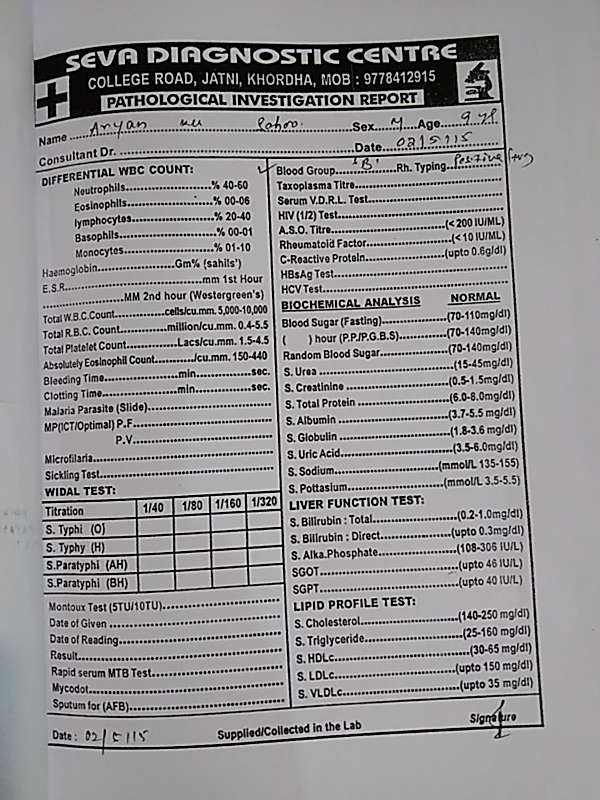 SEVA DIAGNOSTIC CENTRE
COLLEGE ROAD, JATNI, KHORDHA, MOB : 9778412915
PATHOLOGICAL INVESTIGATION REPORT
Name Aryan ku Sahoo. Sex M Age 9 yr
Consultant Dr. Date 02/5/15
DIFFERENTIAL WBC COUNT:
Neutrophils % 40-60
Eosinophils % 00-06
lymphocytes % 20-40
Basophils % 00-01
Monocytes % 01-10
Haemoglobin Gm% (sahils')
E.S.R mm 1st Hour
MM 2nd hour (Westergreen's)
Total W.B.C. Count cells/cu.mm. 5,000-10,000
Total R.B.C. Count million/cu.mm. 0.4-5.5
Total Platelet Count Lacs/cu.mm. 1.5-4.5
Absolutely Eosinophil Count /cu.mm. 150-440
Bleeding Time min. sec.
Clotting Time min. sec.
Malaria Parasite (Slide)
MP(ICT/Optimal) P.F
P.V.
Microfilaria
Sickling Test
WIDAL TEST:
Titration 1/40 1/80 1/160 1/320
S. Typhi (O)
S. Typhy (H)
S.Paratyphi (AH)
S.Paratyphi (BH)
Montoux Test (5TU/10TU)
Date of Given
Date of Reading
Result
Rapid serum MTB Test
Mycodot
Sputum for (AFB)
Blood Group 'B' Rh. Typing Positive
Taxoplasma Titre
Serum V.D.R.L. Test
HIV (1/2) Test
A.S.O. Titre (< 200 IU/ML)
Rheumatoid Factor (< 10 IU/ML)
C-Reactive Protein (upto 0.6g/dl)
HBsAg Test
HCV Test
BIOCHEMICAL ANALYSIS NORMAL
Blood Sugar (Fasting) (70-110mg/dl)
( ) hour (P.P./P.G.B.S) (70-140mg/dl)
Random Blood Sugar (70-140mg/dl)
S. Urea (15-45mg/dl)
S. Creatinine (0.5-1.5mg/dl)
S. Total Protein (6.0-8.0mg/dl)
S. Albumin (3.7-5.5 mg/dl)
S. Globulin (1.8-3.6 mg/dl)
S. Uric Acid (3.5-6.0mg/dl)
S. Sodium (mmol/L 135-155)
S. Pottasium (mmol/L 3.5-5.5)
LIVER FUNCTION TEST:
S. Bilirubin : Total (0.2-1.0mg/dl)
S. Bilirubin : Direct (upto 0.3mg/dl)
S. Alka.Phosphate (108-306 IU/L)
SGOT (upto 46 IU/L)
SGPT (upto 40 IU/L)
LIPID PROFILE TEST:
S. Cholesterol (140-250 mg/dl)
S. Triglyceride (25-160 mg/dl)
S. HDLc (30-65 mg/dl)
S. LDLc (upto 150 mg/dl)
S. VLDLc (upto 35 mg/dl)
Date : 02/5/15 Supplied/Collected in the Lab Signature